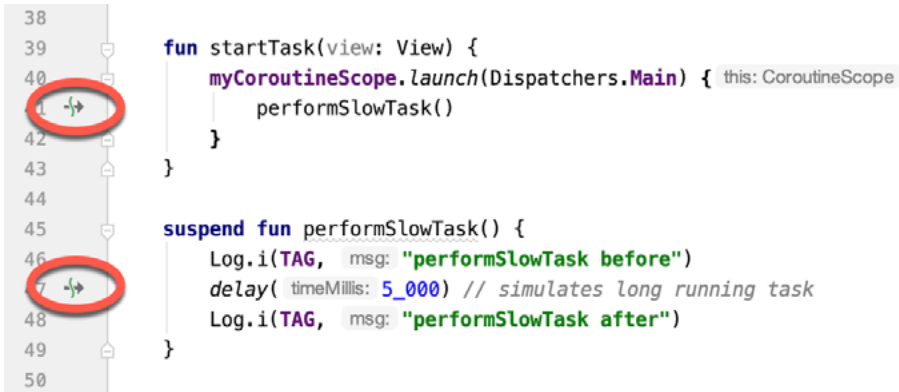 38
39 fun startTask(view: View) {
40 myCoroutineScope.launch(Dispatchers.Main) { this: CoroutineScope
41 performSlowTask()
42 }
43 }
44
45 suspend fun performSlowTask() {
46 Log.i(TAG, msg: "performSlowTask before")
47 delay( timeMillis: 5_000) // simulates long running task
48 Log.i(TAG, msg: "performSlowTask after")
49 }
50